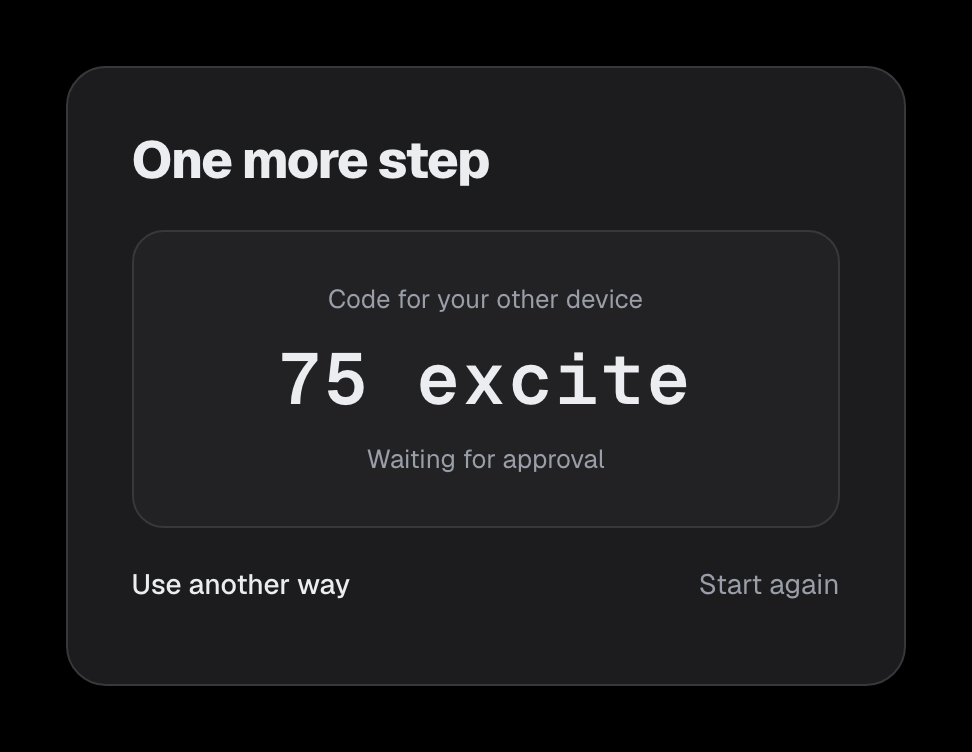 One more step
Code for your other device
75 excite
Waiting for approval
Use another way
Start again